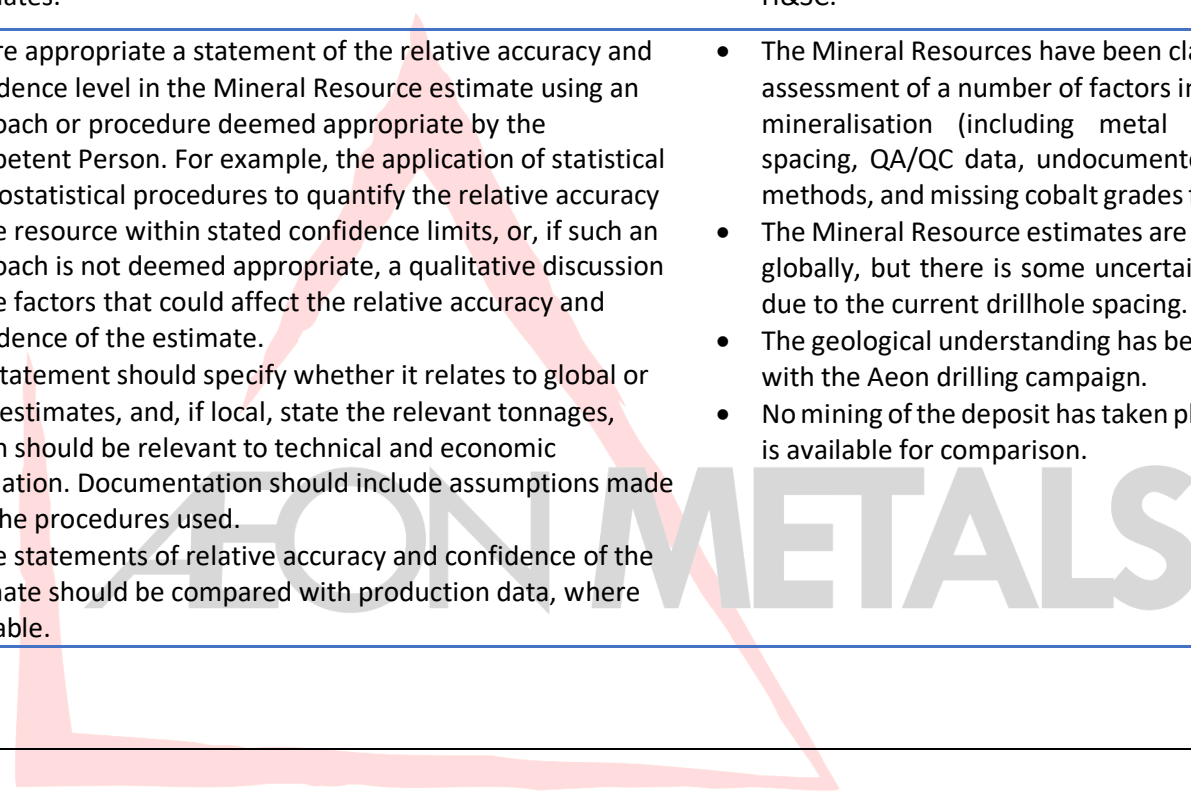 re appropriate a statement of the relative accuracy and
dence level in the Mineral Resource estimate using an
oach or procedure deemed appropriate by the
petent Person. For example, the application of statistical
ostatistical procedures to quantify the relative accuracy
e resource within stated confidence limits, or, if such an
oach is not deemed appropriate, a qualitative discussion
e factors that could affect the relative accuracy and
dence of the estimate.
tatement should specify whether it relates to global or
estimates, and, if local, state the relevant tonnages,
n should be relevant to technical and economic
ation. Documentation should include assumptions made
he procedures used.
e statements of relative accuracy and confidence of the
ate should be compared with production data, where
able.
H&SC.
• The Mineral Resources have been cla
assessment of a number of factors in
mineralisation (including metal
spacing, QA/QC data, undocumente
methods, and missing cobalt grades
• The Mineral Resource estimates are
globally, but there is some uncertai
due to the current drillhole spacing.
• The geological understanding has be
with the Aeon drilling campaign.
• No mining of the deposit has taken pl
is available for comparison.
ÆON METALS